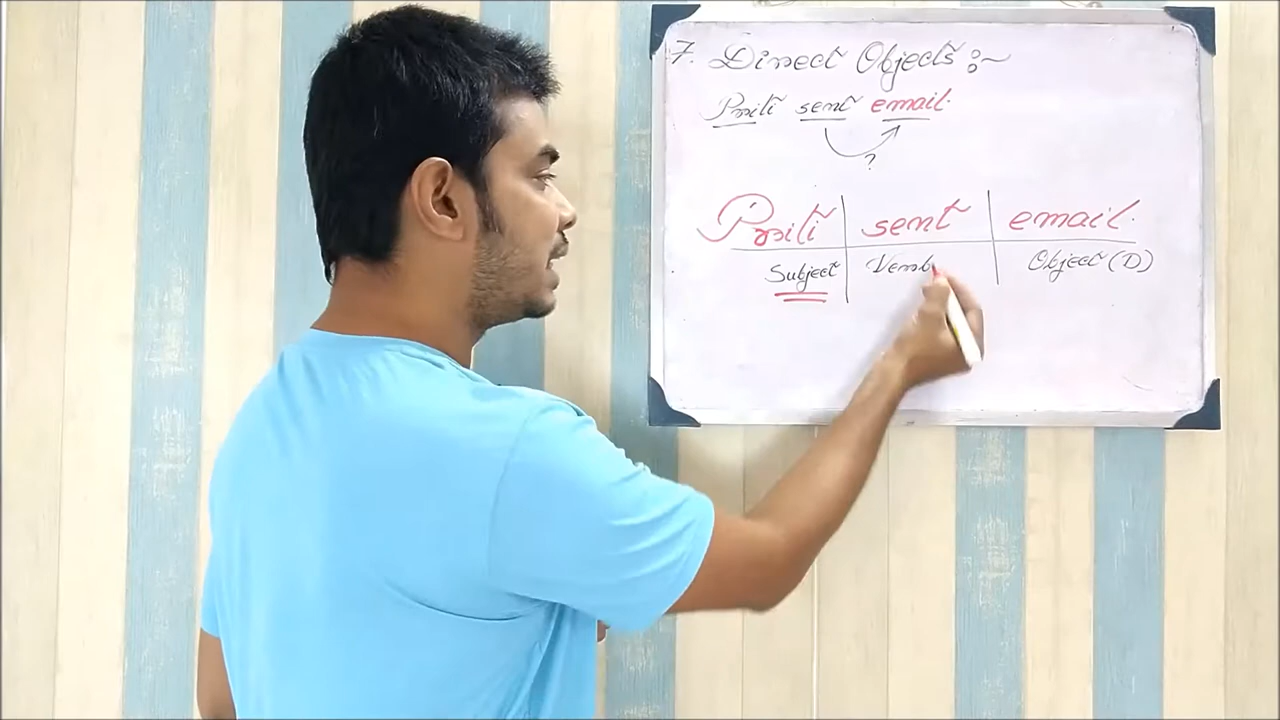 7. Direct Objects :~
Priti sent email.
?
Priti sent email.
Subject Verb Object (D)